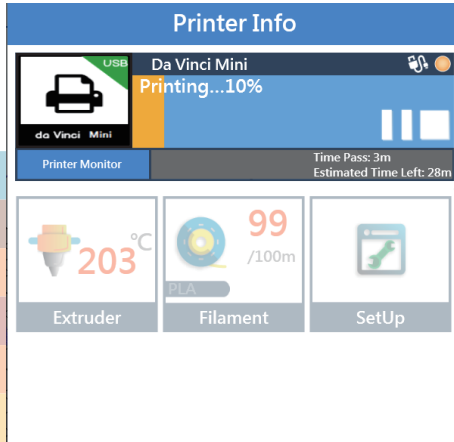 Printer Info
USB
Da Vinci Mini
Printing...10%
da Vinci Mini
Printer Monitor
Time Pass: 3m
Estimated Time Left: 28m
203°C
99
/100m
PLA
Extruder
Filament
SetUp